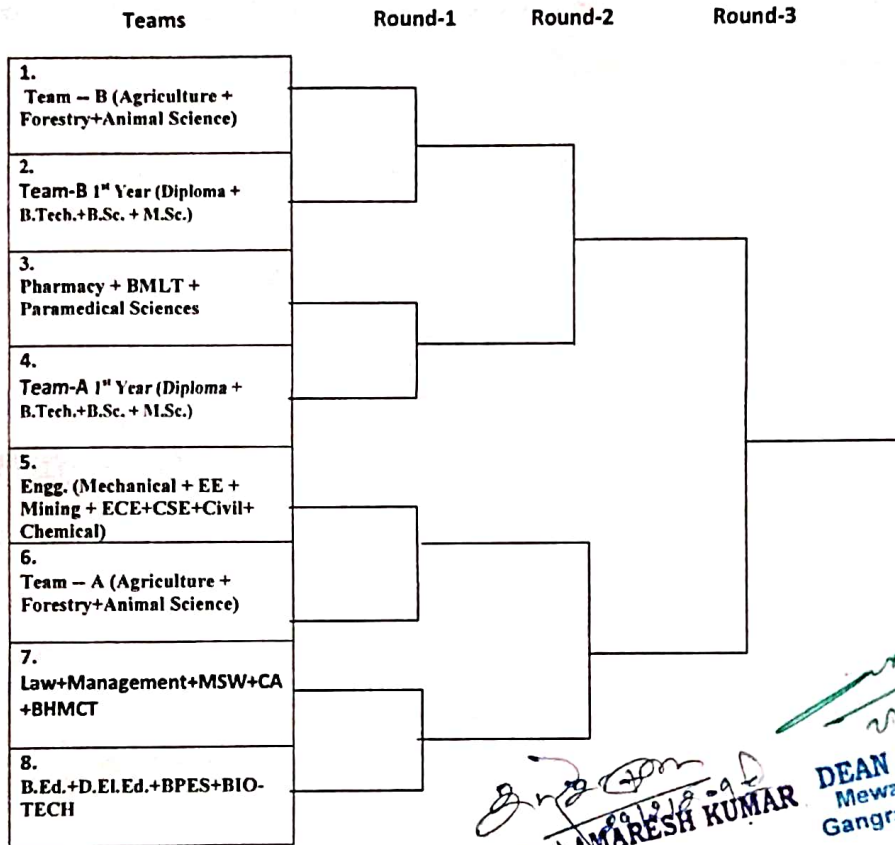 Teams Round-1 Round-2 Round-3
1.
Team – B (Agriculture +
Forestry+Animal Science)
2.
Team-B 1st Year (Diploma +
B.Tech.+B.Sc. + M.Sc.)
3.
Pharmacy + BMLT +
Paramedical Sciences
4.
Team-A 1st Year (Diploma +
B.Tech.+B.Sc. + M.Sc.)
5.
Engg. (Mechanical + EE +
Mining + ECE+CSE+Civil+
Chemical)
6.
Team – A (Agriculture +
Forestry+Animal Science)
7.
Law+Management+MSW+CA
+BHMCT
8.
B.Ed.+D.El.Ed.+BPES+BIO-
TECH
KUMAR
DEAN
Mewa
Gangr